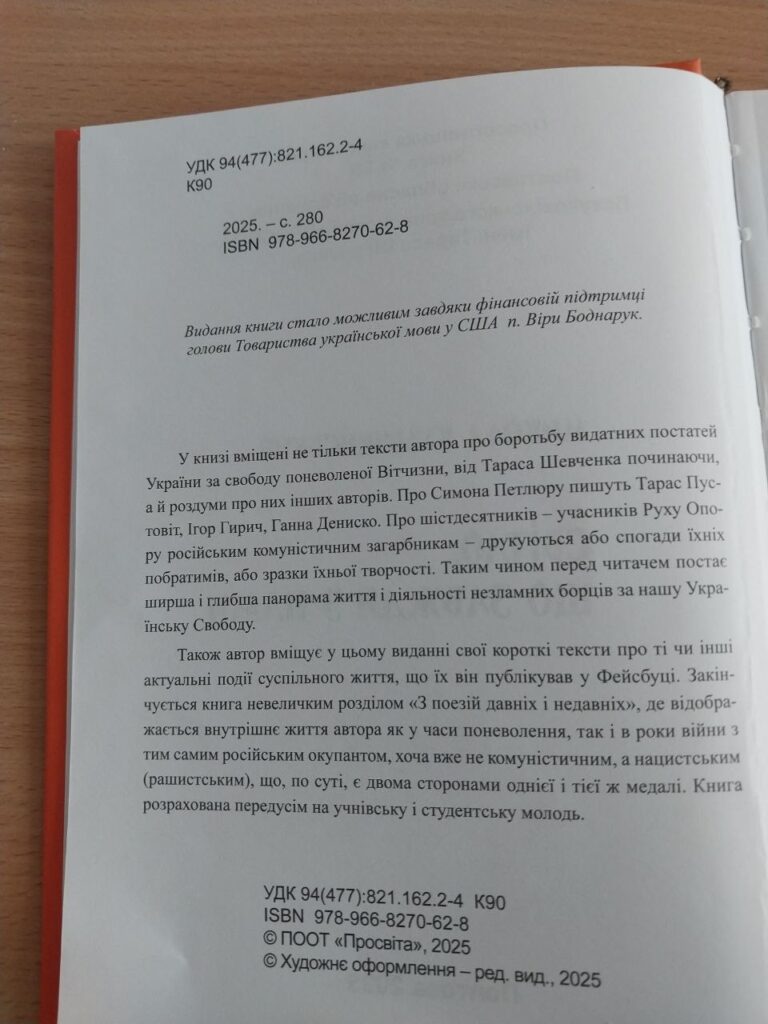 УДК 94(477):821.162.2-4
К90
2025. – с. 280
ISBN 978-966-8270-62-8
Видання книги стало можливим завдяки фінансовій підтримці
голови Товариства української мови у США п. Віри Боднарук.
У книзі вміщені не тільки тексти автора про боротьбу видатних постатей
України за свободу поневоленої Вітчизни, від Тараса Шевченка починаючи,
а й роздуми про них інших авторів. Про Симона Петлюру пишуть Тарас Пус-
товіт, Ігор Гирич, Ганна Дениско. Про шістдесятників – учасників Руху Опо-
ру російським комуністичним загарбникам – друкуються або спогади їхніх
побратимів, або зразки їхньої творчості. Таким чином перед читачем постає
ширша і глибша панорама життя і діяльності незламних борців за нашу Укра-
їнську Свободу.
Також автор вміщує у цьому виданні свої короткі тексти про ті чи інші
актуальні події суспільного життя, що їх він публікував у Фейсбуці. Закін-
чується книга невеличким розділом «З поезій давніх і недавніх», де відобра-
жається внутрішнє життя автора як у часи поневолення, так і в роки війни з
тим самим російським окупантом, хоча вже не комуністичним, а нацистським
(рашистським), що, по суті, є двома сторонами однієї і тієї ж медалі. Книга
розрахована передусім на учнівську і студентську молодь.
УДК 94(477):821.162.2-4 К90
ISBN 978-966-8270-62-8
© ПООТ «Просвіта», 2025
© Художнє оформлення – ред. вид., 2025